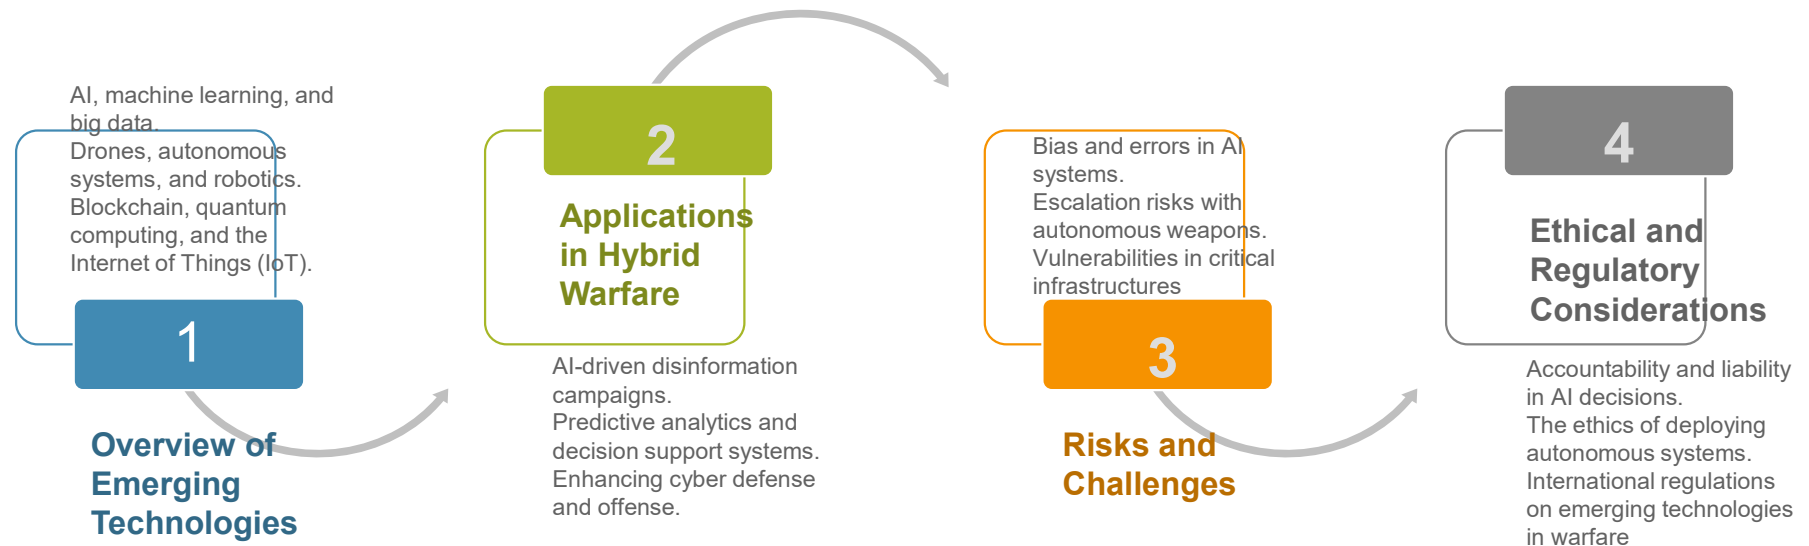 AI, machine learning, and
big data.
Drones, autonomous
systems, and robotics.
Blockchain, quantum
computing, and the
Internet of Things (IoT).
1
Overview of
Emerging
Technologies
2
Applications
in Hybrid
Warfare
AI-driven disinformation
campaigns.
Predictive analytics and
decision support systems.
Enhancing cyber defense
and offense.
Bias and errors in AI
systems.
Escalation risks with
autonomous weapons.
Vulnerabilities in critical
infrastructures
3
Risks and
Challenges
4
Ethical and
Regulatory
Considerations
Accountability and liability
in AI decisions.
The ethics of deploying
autonomous systems.
International regulations
on emerging technologies
in warfare